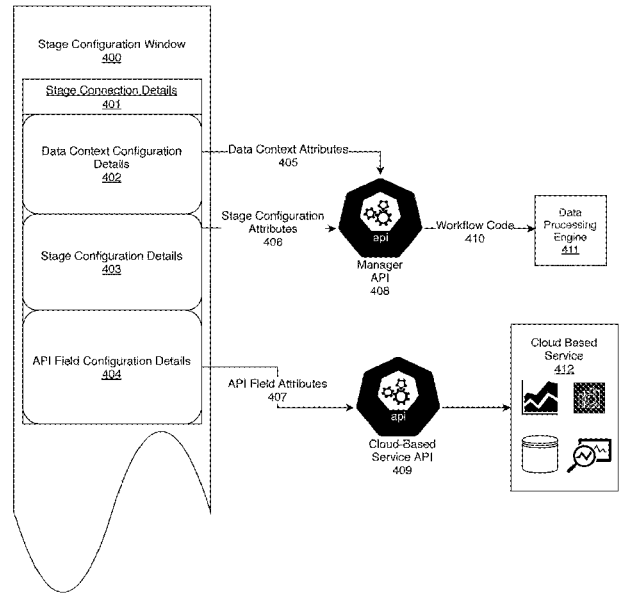 Stage Configuration Window
400
Stage Connection Details
401
Data Context Configuration
Details
402
Data Context Attributes
405
Stage Configuration
Attributes
406
Stage Configuration Details
403
api
Manager
API
408
Workflow Code
410
Data
Processing
Engine
411
API Field Configuration Details
404
API Field Attributes
407
api
Cloud-Based
Service API
409
Cloud Based
Service
412